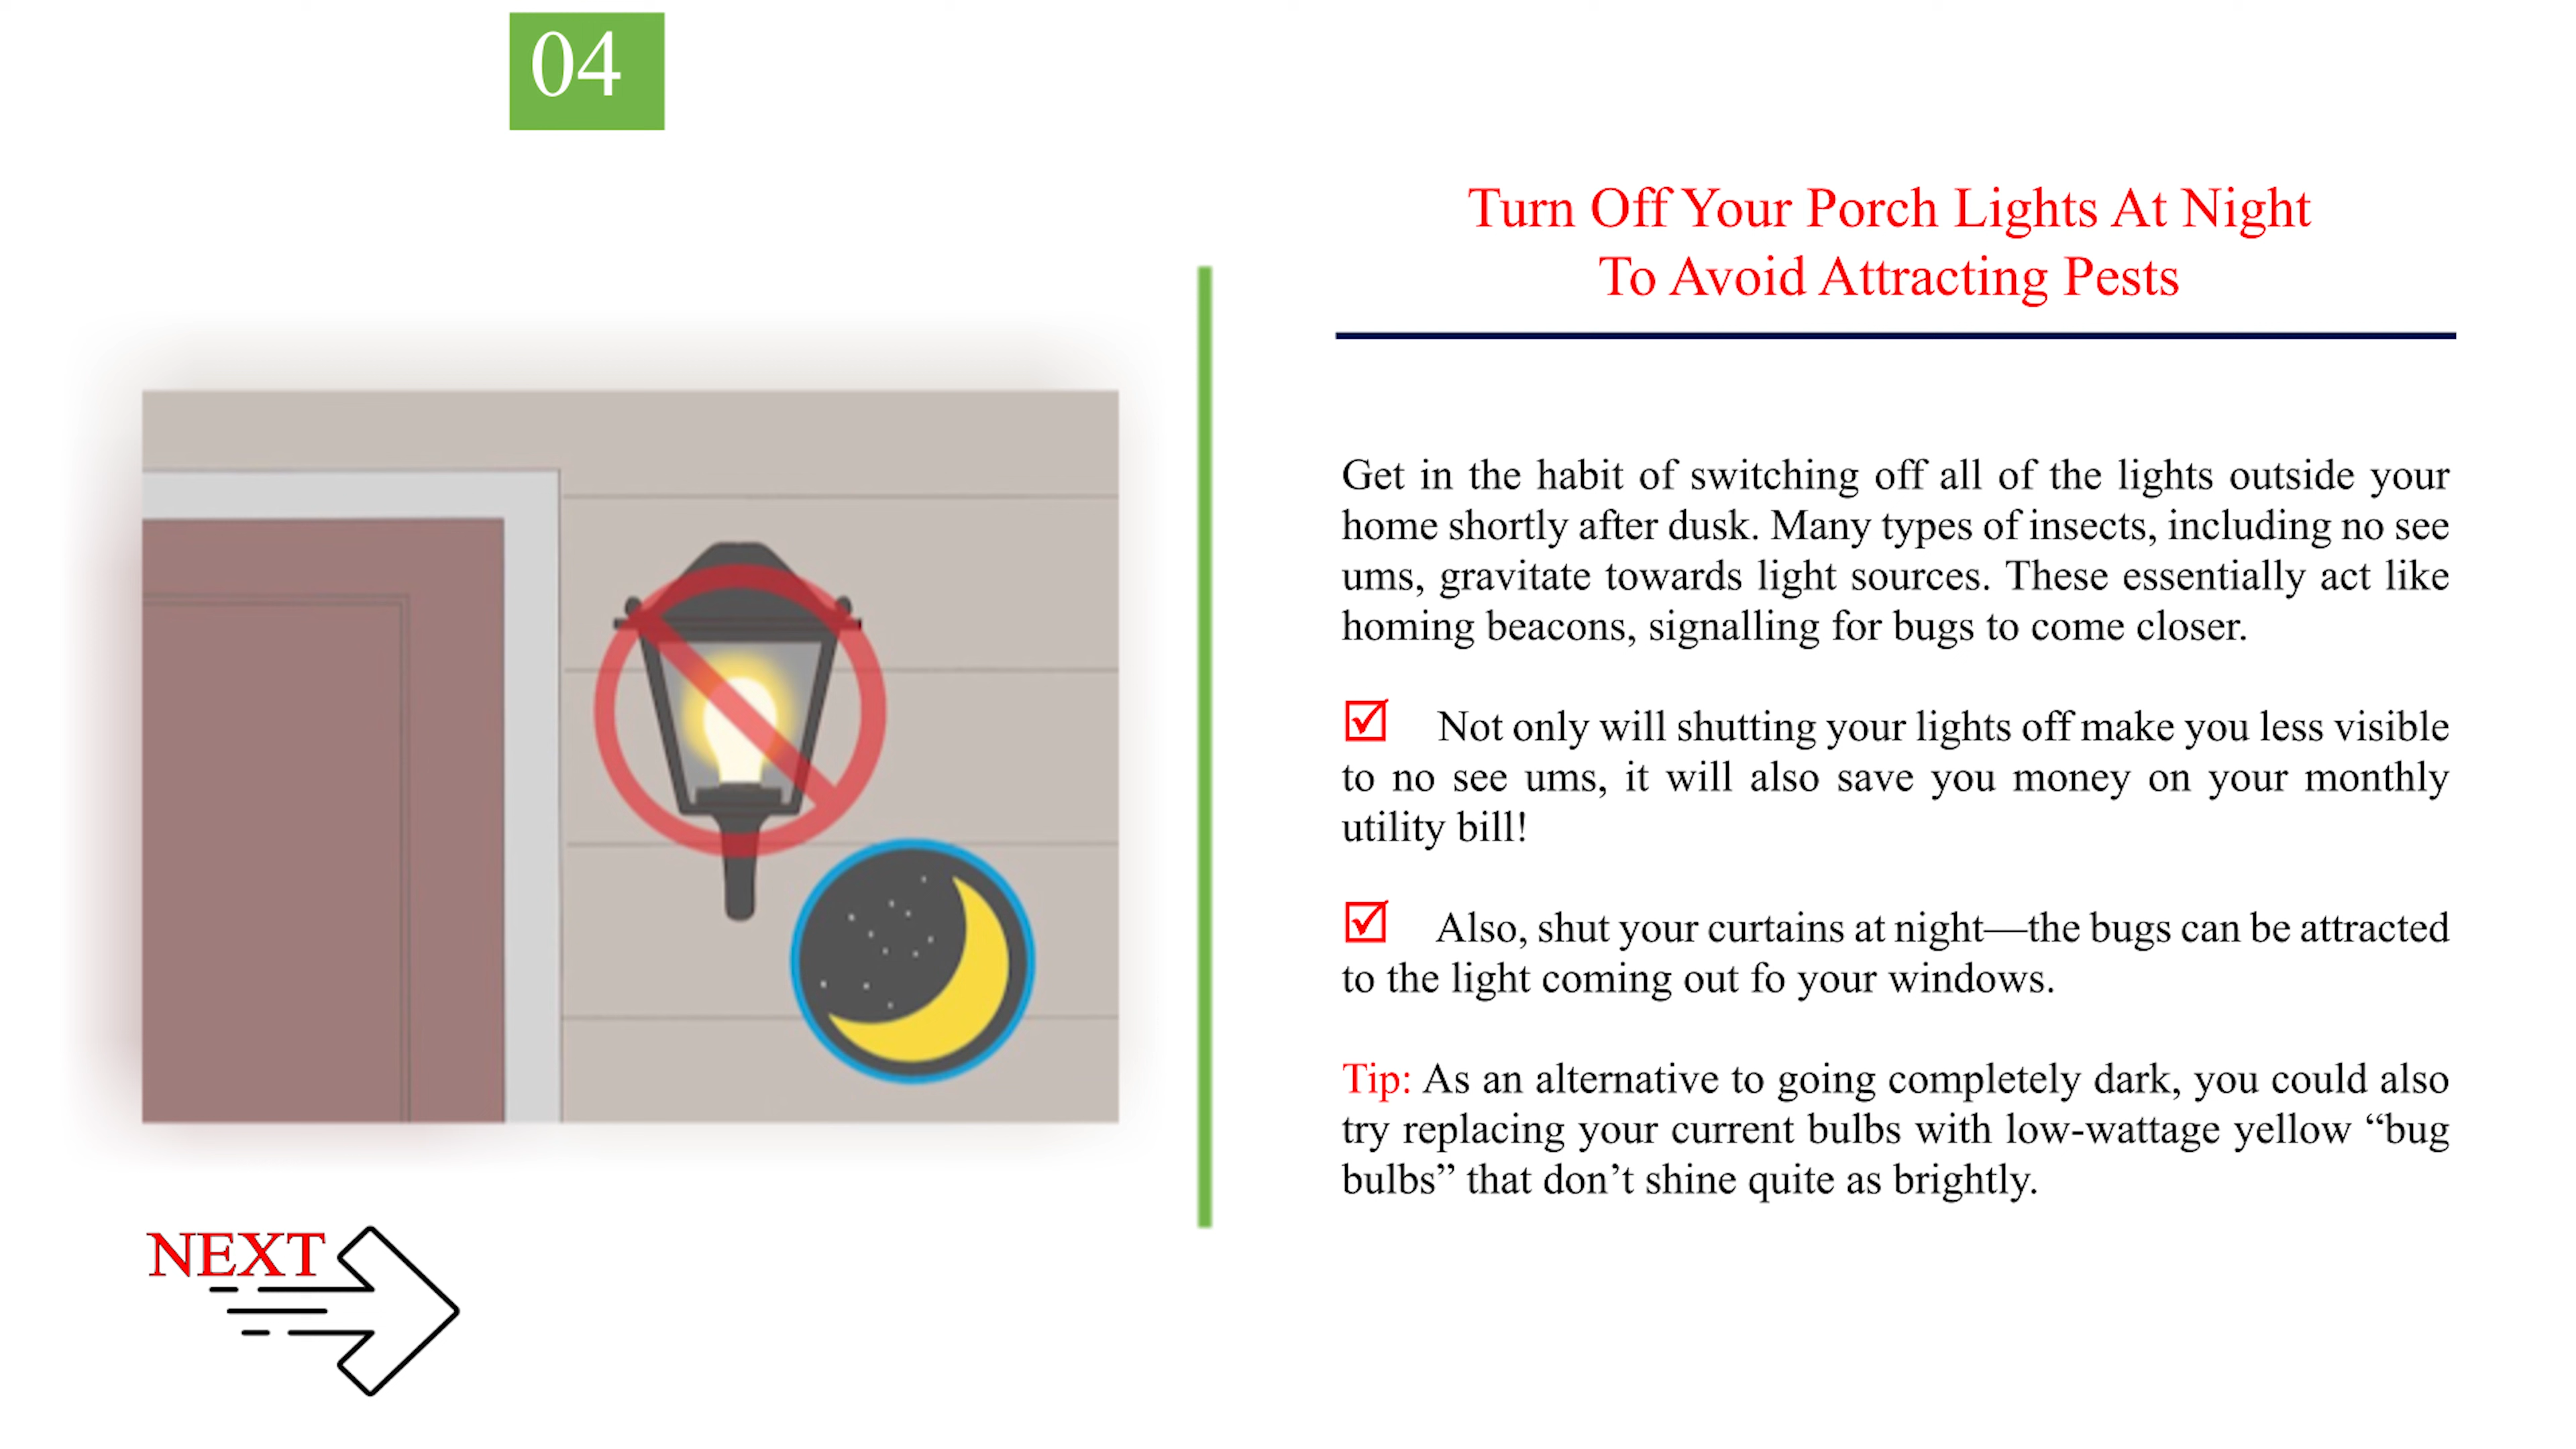 04
Turn Off Your Porch Lights At Night
To Avoid Attracting Pests
Get in the habit of switching off all of the lights outside your
home shortly after dusk. Many types of insects, including no see
ums, gravitate towards light sources. These essentially act like
homing beacons, signalling for bugs to come closer.
☑ Not only will shutting your lights off make you less visible
to no see ums, it will also save you money on your monthly
utility bill!
☑ Also, shut your curtains at night—the bugs can be attracted
to the light coming out fo your windows.
Tip: As an alternative to going completely dark, you could also
try replacing your current bulbs with low-wattage yellow “bug
bulbs” that don’t shine quite as brightly.
NEXT